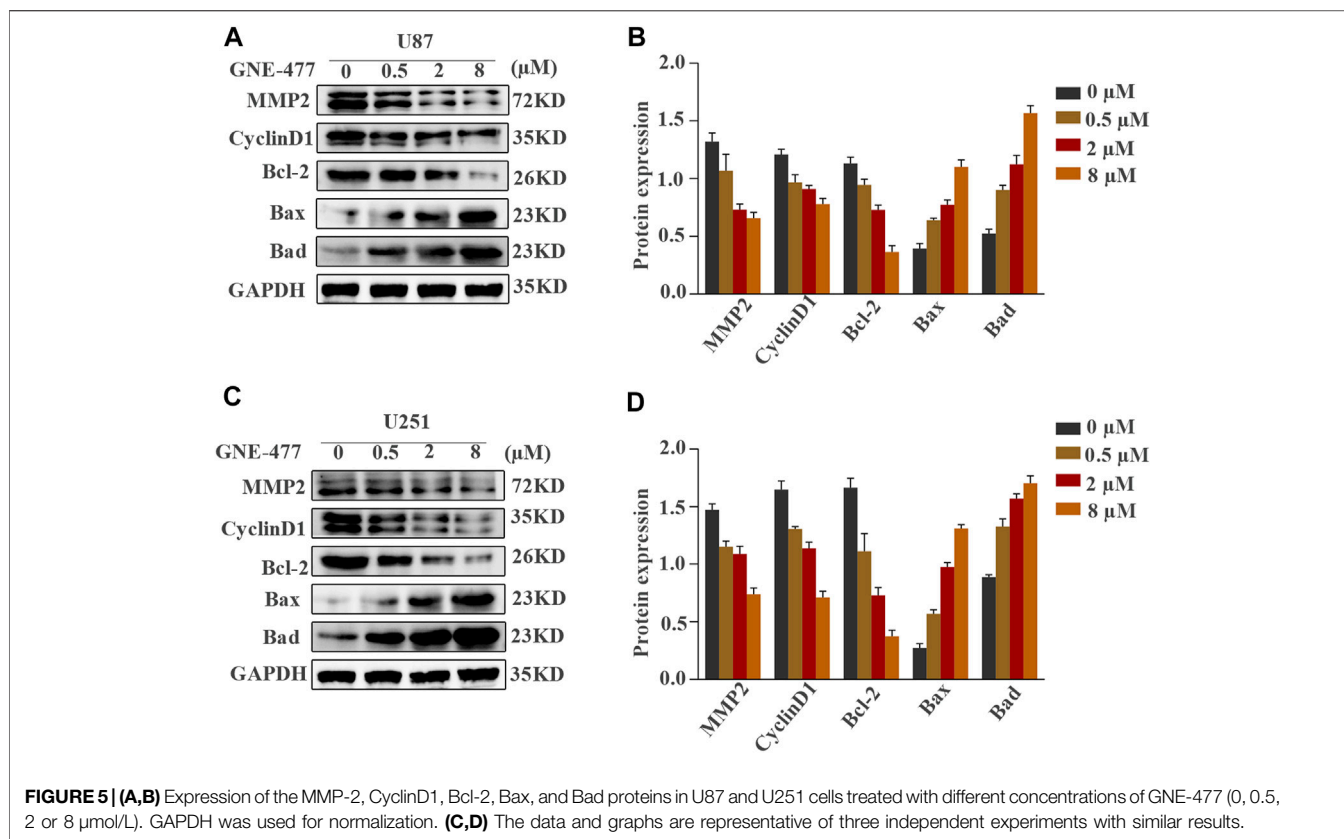 A
U87
GNE-477 0 0.5 2 8 (µM)
MMP2 72KD
CyclinD1 35KD
Bcl-2 26KD
Bax 23KD
Bad 23KD
GAPDH 35KD
B
Protein expression
2.0
1.5
1.0
0.5
0.0
MMP2 CyclinD1 Bcl-2 Bax Bad
0 µM
0.5 µM
2 µM
8 µM
C
U251
GNE-477 0 0.5 2 8 (µM)
MMP2 72KD
CyclinD1 35KD
Bcl-2 26KD
Bax 23KD
Bad 23KD
GAPDH 35KD
D
Protein expression
2.0
1.5
1.0
0.5
0.0
MMP2 CyclinD1 Bcl-2 Bax Bad
0 µM
0.5 µM
2 µM
8 µM
FIGURE 5 | (A,B) Expression of the MMP-2, CyclinD1, Bcl-2, Bax, and Bad proteins in U87 and U251 cells treated with different concentrations of GNE-477 (0, 0.5,
2 or 8 µmol/L). GAPDH was used for normalization. (C,D) The data and graphs are representative of three independent experiments with similar results.